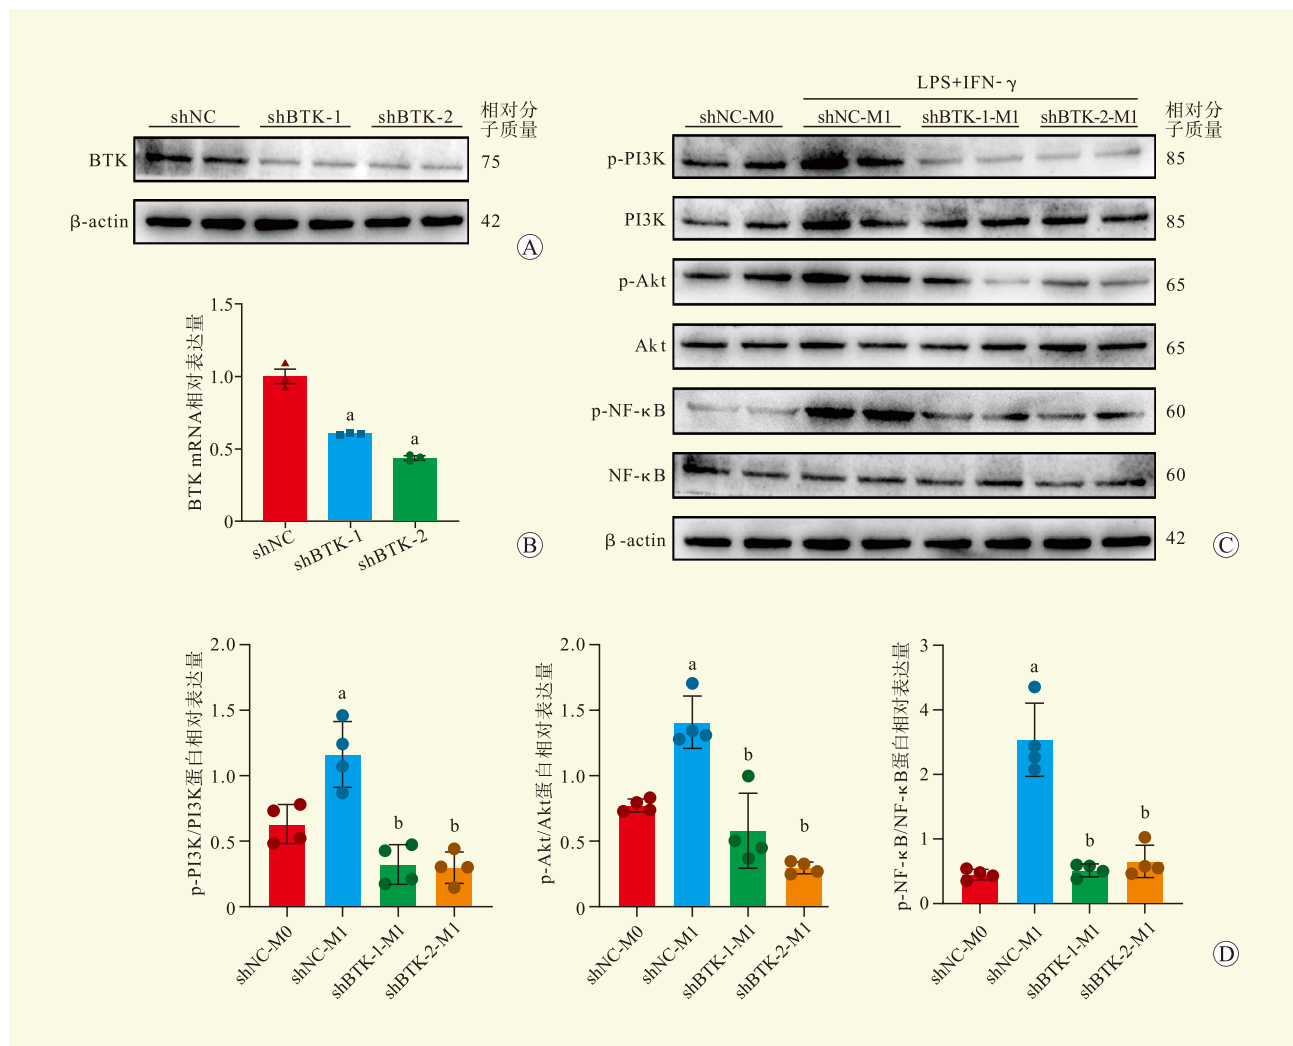 shNC shBTK-1 shBTK-2 相对分
子质量
BTK 75
β-actin 42
A
LPS+IFN-γ
shNC-M0 shNC-M1 shBTK-1-M1 shBTK-2-M1 相对分
子质量
p-PI3K 85
PI3K 85
p-Akt 65
Akt 65
p-NF-κB 60
NF-κB 60
β-actin 42
C
BTK mRNA相对表达量
1.5
1.0
0.5
0
a
a
shNC shBTK-1 shBTK-2
B
p-PI3K/PI3K蛋白相对表达量
2.0
1.5
1.0
0.5
0
a
b
b
shNC-M0 shNC-M1 shBTK-1-M1 shBTK-2-M1
p-Akt/Akt蛋白相对表达量
2.0
1.5
1.0
0.5
0
a
b
b
shNC-M0 shNC-M1 shBTK-1-M1 shBTK-2-M1
p-NF-κB/NF-κB蛋白相对表达量
3
4
2
1
0
a
b
b
shNC-M0 shNC-M1 shBTK-1-M1 shBTK-2-M1
D